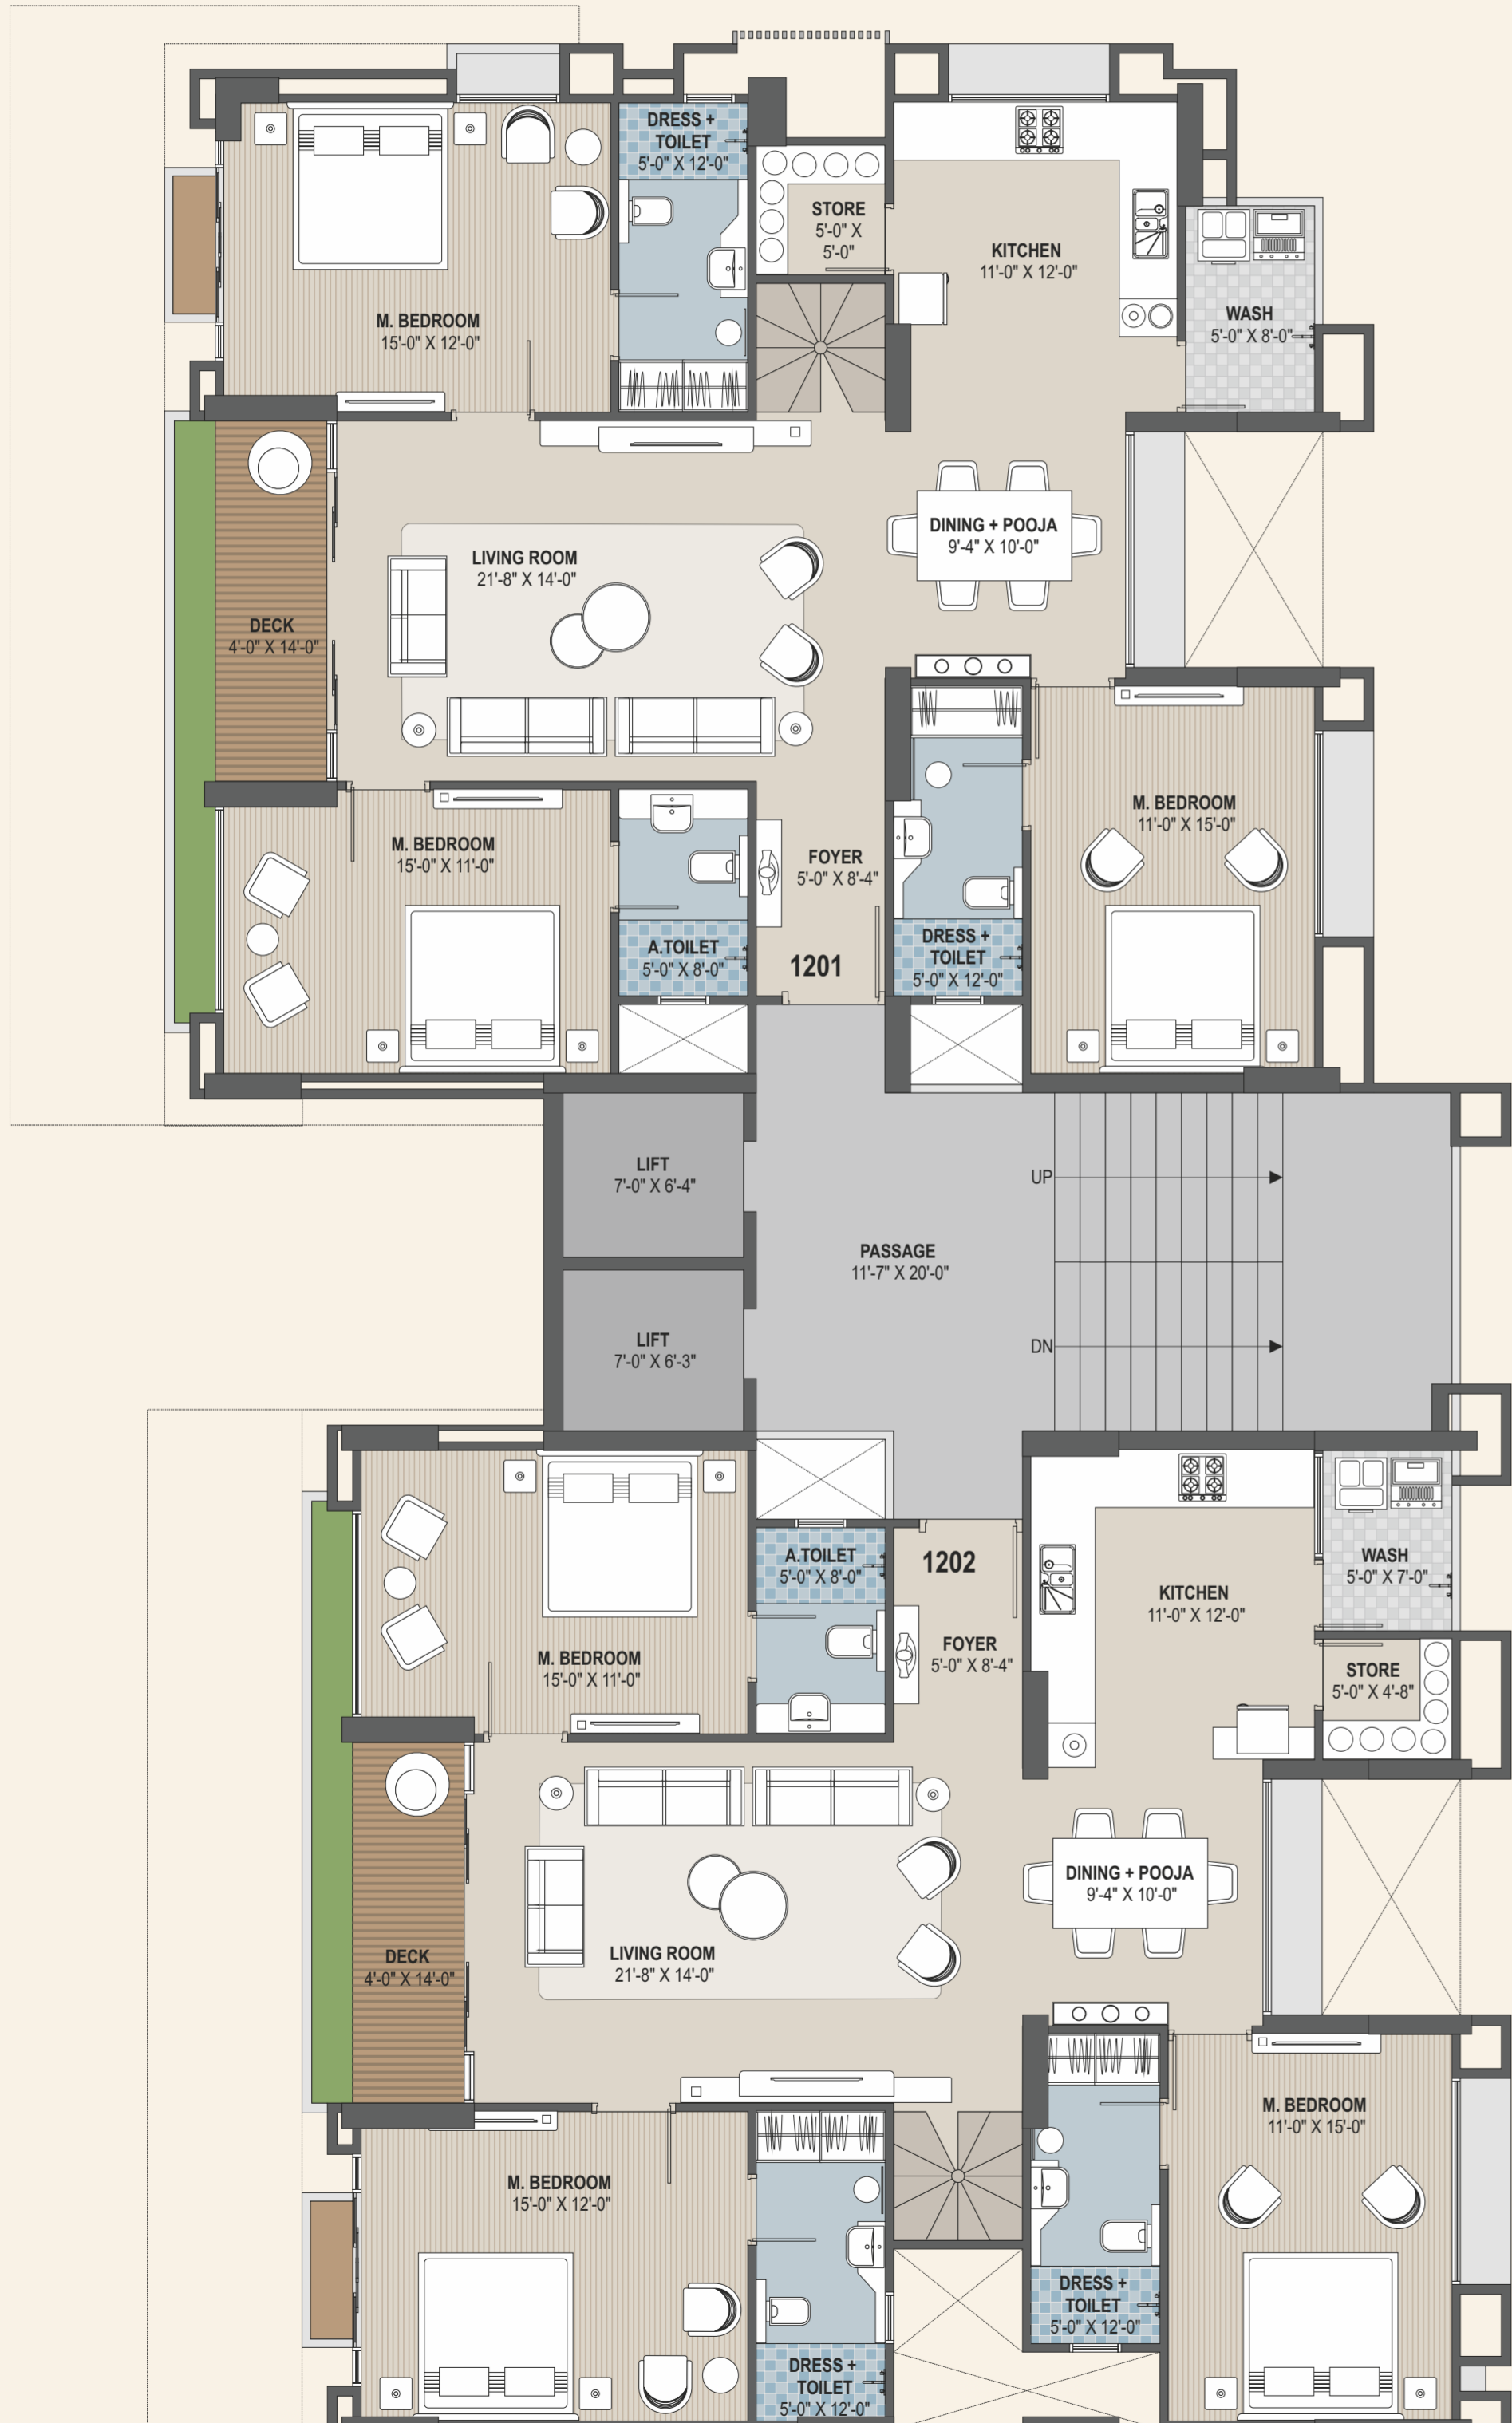 DRESS +
TOILET
5'-0" X 12'-0"
STORE
5'-0" X
5'-0"
KITCHEN
11'-0" X 12'-0"
M. BEDROOM
15'-0" X 12'-0"
WASH
5'-0" X 8'-0"
LIVING ROOM
21'-8" X 14'-0"
DINING + POOJA
9'-4" X 10'-0"
DECK
4'-0" X 14'-0"
M. BEDROOM
15'-0" X 11'-0"
FOYER
5'-0" X 8'-4"
M. BEDROOM
11'-0" X 15'-0"
A.TOILET
5'-0" X 8'-0"
1201
DRESS +
TOILET
5'-0" X 12'-0"
LIFT
7'-0" X 6'-4"
UP
PASSAGE
11'-7" X 20'-0"
LIFT
7'-0" X 6'-3"
DN
A.TOILET
5'-0" X 8'-0"
1202
WASH
5'-0" X 7'-0"
KITCHEN
11'-0" X 12'-0"
M. BEDROOM
15'-0" X 11'-0"
FOYER
5'-0" X 8'-4"
STORE
5'-0" X 4'-8"
DINING + POOJA
9'-4" X 10'-0"
DECK
4'-0" X 14'-0"
LIVING ROOM
21'-8" X 14'-0"
M. BEDROOM
11'-0" X 15'-0"
M. BEDROOM
15'-0" X 12'-0"
DRESS +
TOILET
5'-0" X 12'-0"
DRESS +
TOILET
5'-0" X 12'-0"